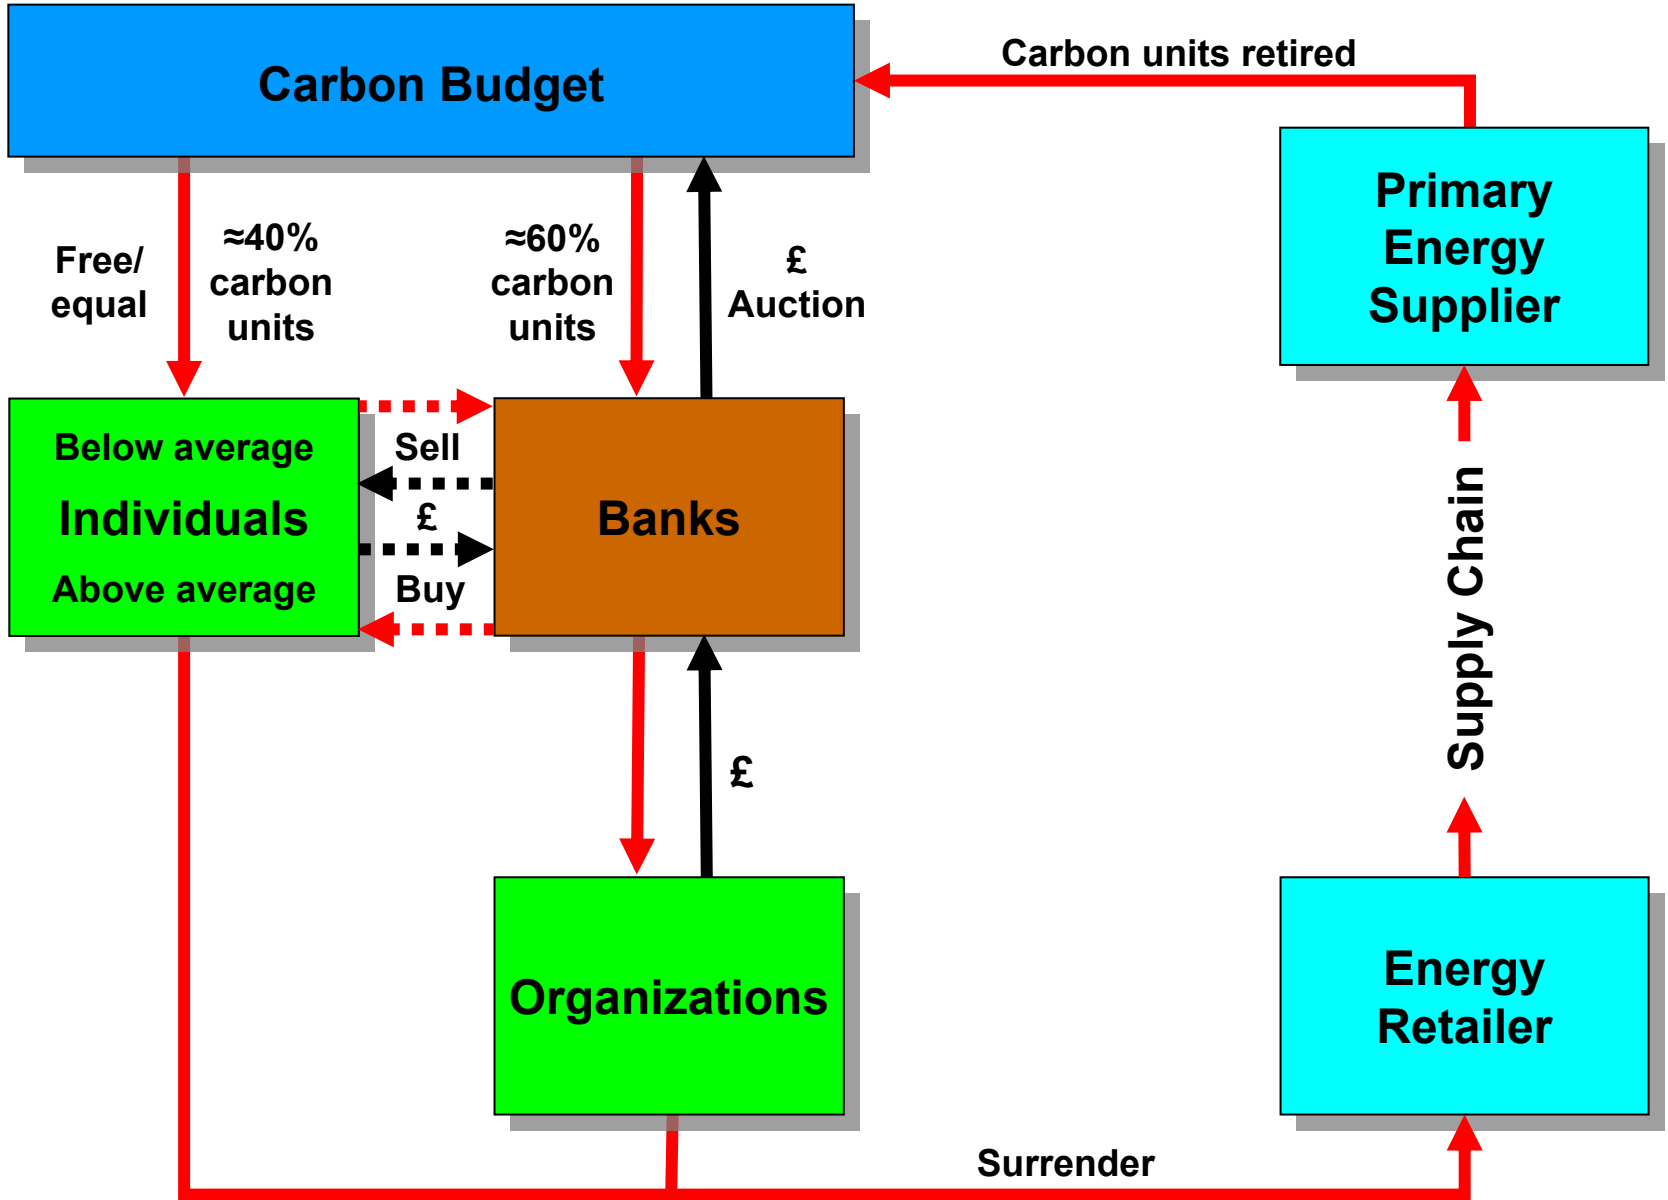 Carbon Budget
Carbon units retired
Primary
Energy
Supplier
Free/
equal
≈40%
carbon
units
≈60%
carbon
units
£
Auction
Below average
Individuals
Above average
Sell
£
Buy
Banks
Supply Chain
£
Organizations
Energy
Retailer
Surrender